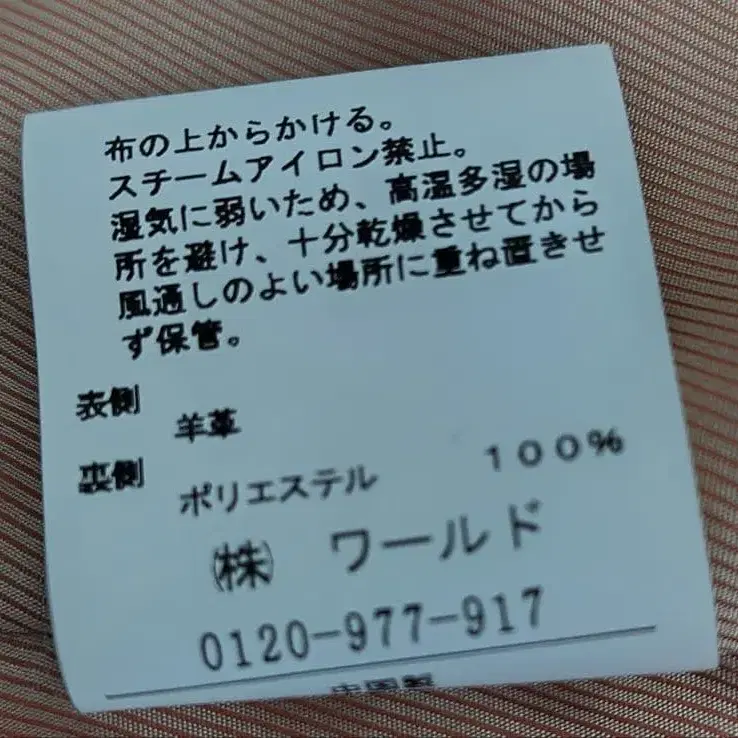 布の上からかける。
スチームアイロン禁止。
湿気に弱いため、高温多湿の場
所を避け、十分乾燥させてから
風通しのよい場所に重ね置きせ
ず保管。
表側
羊革
裏側
ポリエステル 100%
㈱ ワールド
0120-977-917